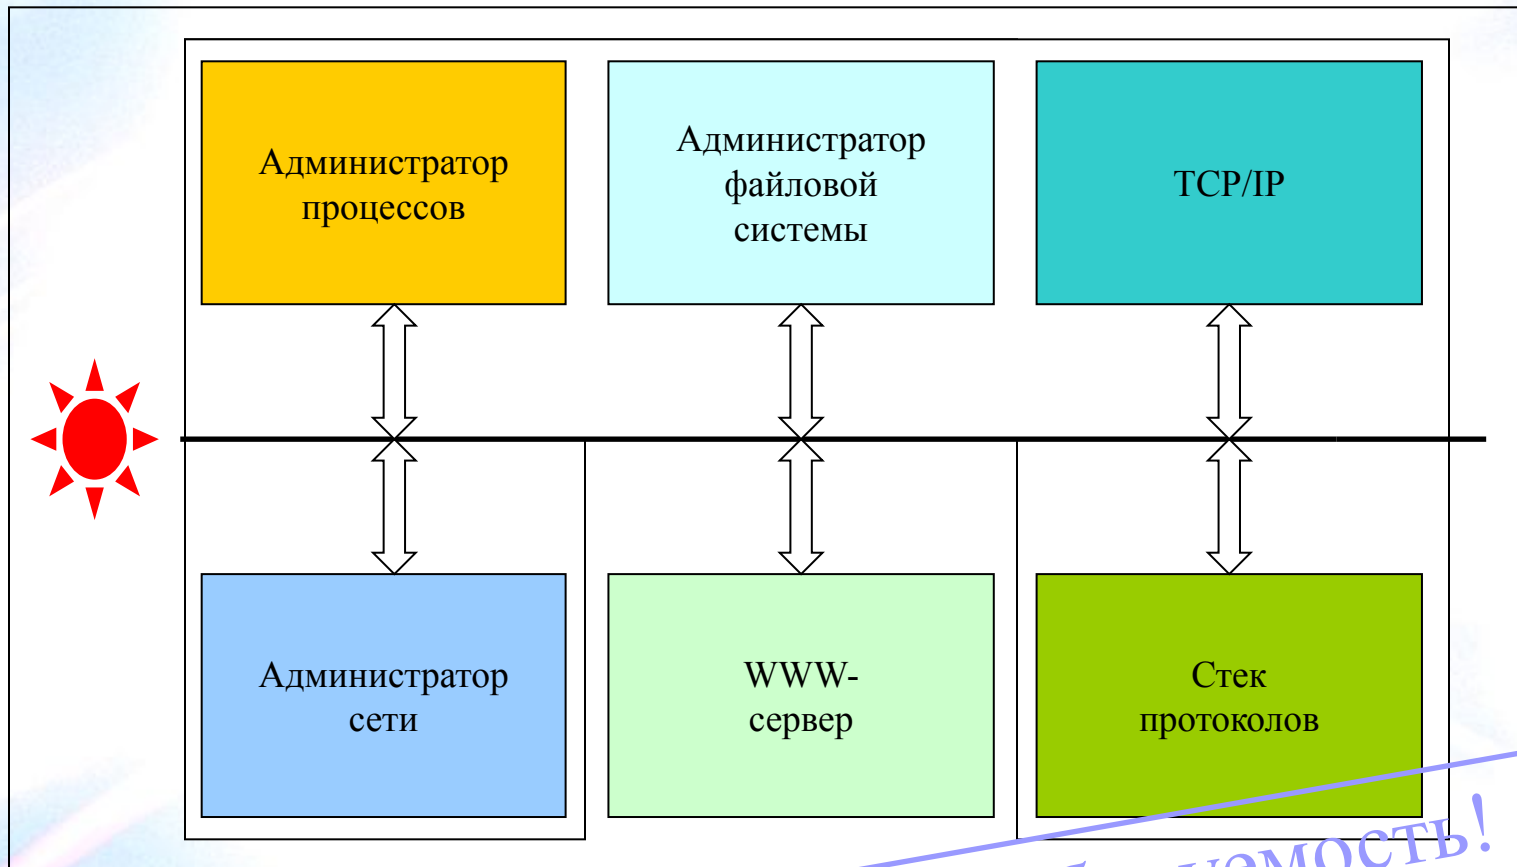 Администратор
процессов
Администратор
файловой
системы
TCP/IP
Администратор
сети
WWW-
сервер
Стек
протоколов